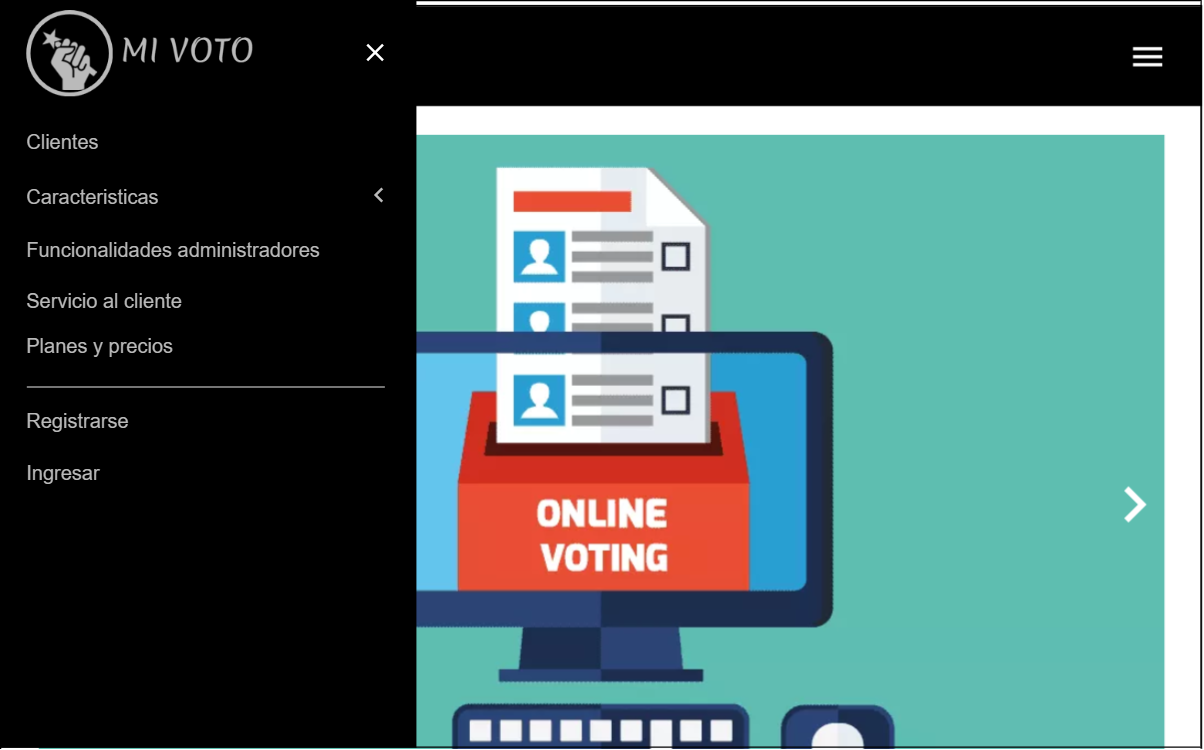 MI VOTO
Clientes
Caracteristicas
Funcionalidades administradores
Servicio al cliente
Planes y precios
Registrarse
Ingresar
ONLINE
VOTING